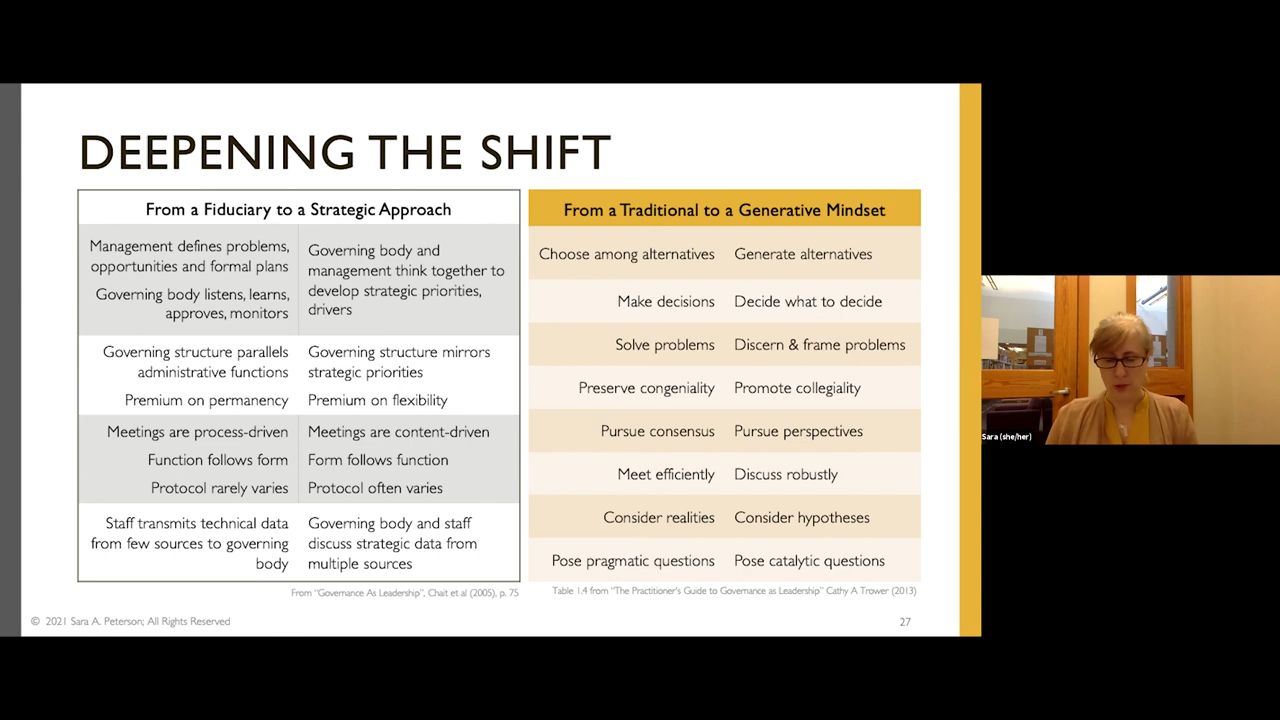 DEEPENING THE SHIFT
From a Fiduciary to a Strategic Approach
Management defines problems,
opportunities and formal plans
Governing body listens, learns,
approves, monitors
Governing body and
management think together to
develop strategic priorities,
drivers
Governing structure parallels
administrative functions
Governing structure mirrors
strategic priorities
Premium on permanency
Premium on flexibility
Meetings are process-driven
Meetings are content-driven
Function follows form
Form follows function
Protocol rarely varies
Protocol often varies
Staff transmits technical data
from few sources to governing
body
Governing body and staff
discuss strategic data from
multiple sources
From "Governance As Leadership", Chait et al (2005), p. 75
From a Traditional to a Generative Mindset
Choose among alternatives
Generate alternatives
Make decisions
Decide what to decide
Solve problems
Discern & frame problems
Preserve congeniality
Promote collegiality
Pursue consensus
Pursue perspectives
Meet efficiently
Discuss robustly
Consider realities
Consider hypotheses
Pose pragmatic questions
Pose catalytic questions
Table 1.4 from "The Practitioner's Guide to Governance as Leadership" Cathy A Trower (2013)
© 2021 Sara A. Peterson; All Rights Reserved
27
Sara (she/her)